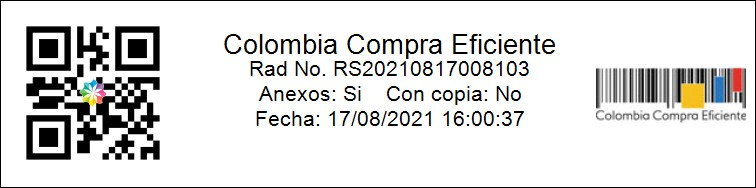 Colombia Compra Eficiente
Rad No. RS20210817008103
Anexos: Si    Con copia: No
Fecha: 17/08/2021 16:00:37
Colombia Compra Eficiente